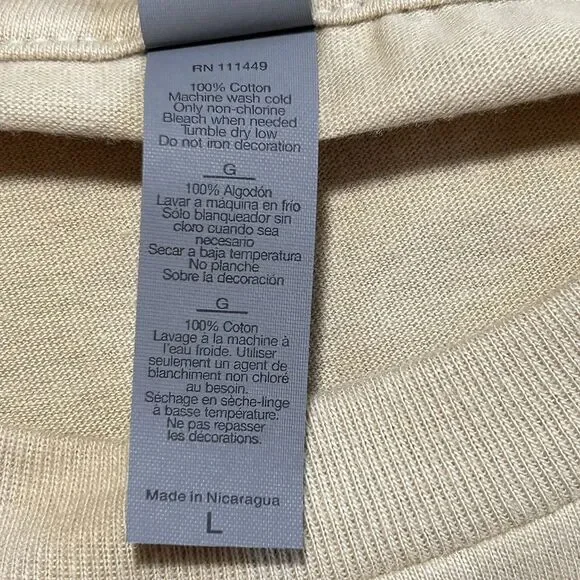 RN 111449
100% Cotton
Machine wash cold
Only non-chlorine
Bleach when needed
Tumble dry low
Do not iron decoration
G
100% Algodón
Lavar a máquina en frío
Sólo blanqueador sin
cloro cuando sea
necesario
Secar a baja temperatura
No planche
Sobre la decoración
G
100% Coton
Lavage a la machine à
l'eau froide. Utiliser
seulement un agent de
blanchiment non chloré
au besoin.
Séchage en sèche-linge
à basse température.
Ne pas repasser
les décorations.
Made in Nicaragua
L